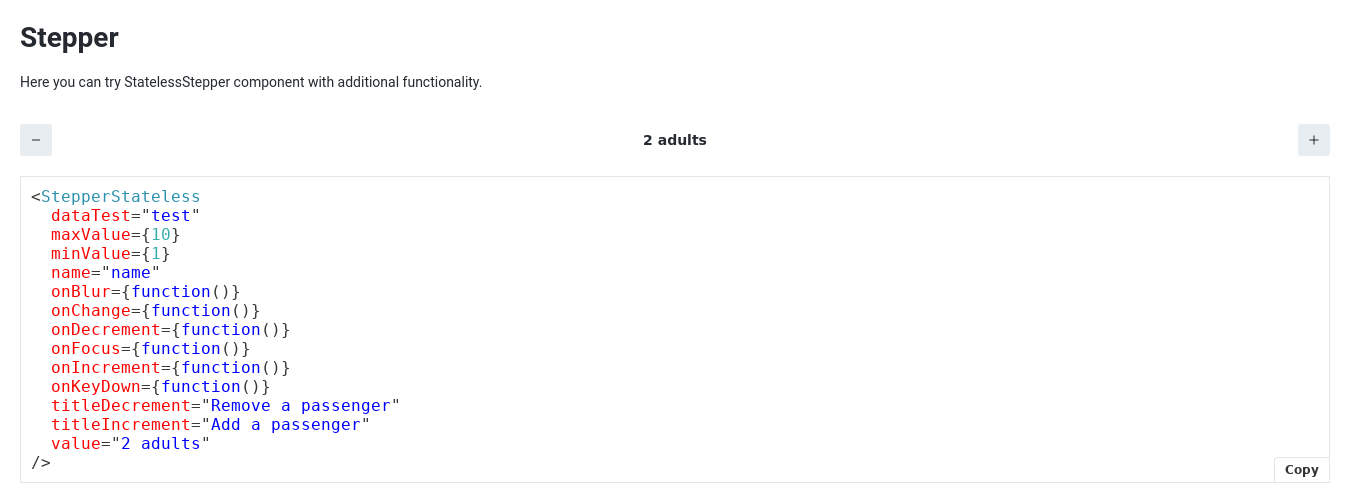 Stepper
Here you can try StatelessStepper component with additional functionality.
− 2 adults +
<StepperStateless
  dataTest="test"
  maxValue={10}
  minValue={1}
  name="name"
  onBlur={function()}
  onChange={function()}
  onDecrement={function()}
  onFocus={function()}
  onIncrement={function()}
  onKeyDown={function()}
  titleDecrement="Remove a passenger"
  titleIncrement="Add a passenger"
  value="2 adults"
/>
Copy